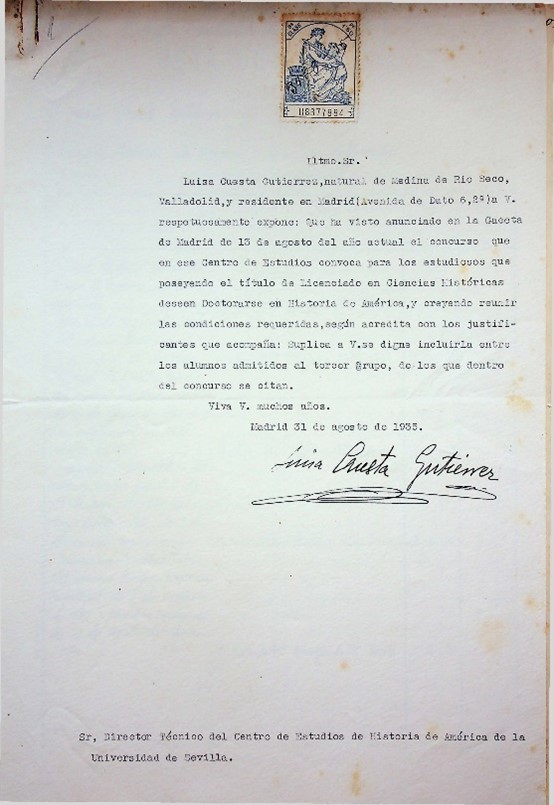 Iltmo.Sr.
Luisa Cuesta Gutierrez,natural de Medina de Rio Seco,
Valladolid,y residente en Madrid(Avenida de Dato 6,2º)a V.
respetuosamente expone: Que ha visto anunciado en la Gaceta
de Madrid de 13 de agosto del año actual el concurso que
en ese Centro de Estudios convoca para los estudiosos que
poseyendo el título de Licenciado en Ciencias Históricas
deseen Doctorarse en Historia de América,y creyendo reunir
las condiciones requeridas,según acredita con los justifi-
cantes que acompaña: Suplica a V.se digne incluirla entre
los alumnos admitidos al tercer grupo, de los que dentro
del concurso se citan.
Viva V. muchos años.
Madrid 31 de agosto de 1933.
Luisa Cuesta Gutiérrez
Sr, Director Técnico del Centro de Estudios de Historia de América de la
Universidad de Sevilla.